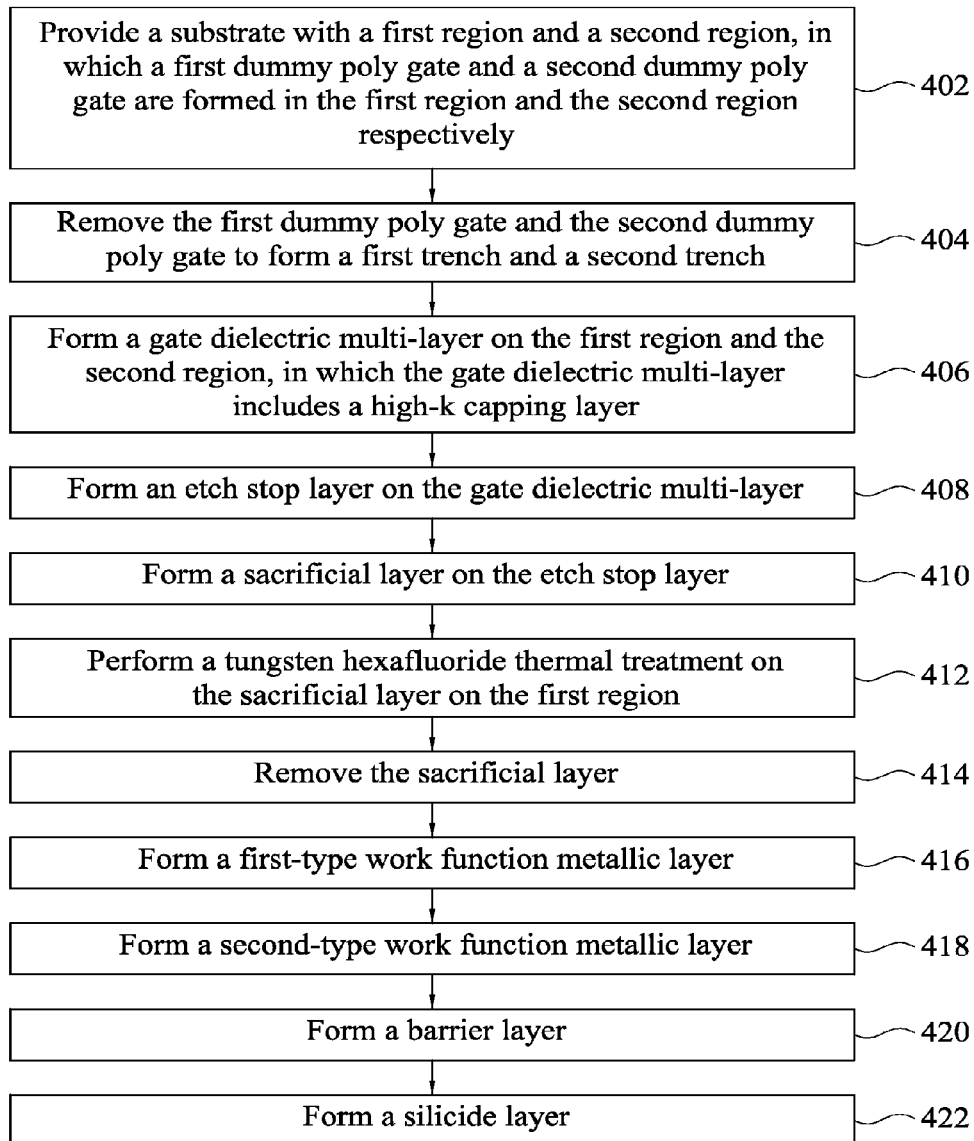 Provide a substrate with a first region and a second region, in
which a first dummy poly gate and a second dummy poly
gate are formed in the first region and the second region
respectively
402
Remove the first dummy poly gate and the second dummy
poly gate to form a first trench and a second trench
404
Form a gate dielectric multi-layer on the first region and the
second region, in which the gate dielectric multi-layer
includes a high-k capping layer
406
Form an etch stop layer on the gate dielectric multi-layer
408
Form a sacrificial layer on the etch stop layer
410
Perform a tungsten hexafluoride thermal treatment on
the sacrificial layer on the first region
412
Remove the sacrificial layer
414
Form a first-type work function metallic layer
416
Form a second-type work function metallic layer
418
Form a barrier layer
420
Form a silicide layer
422